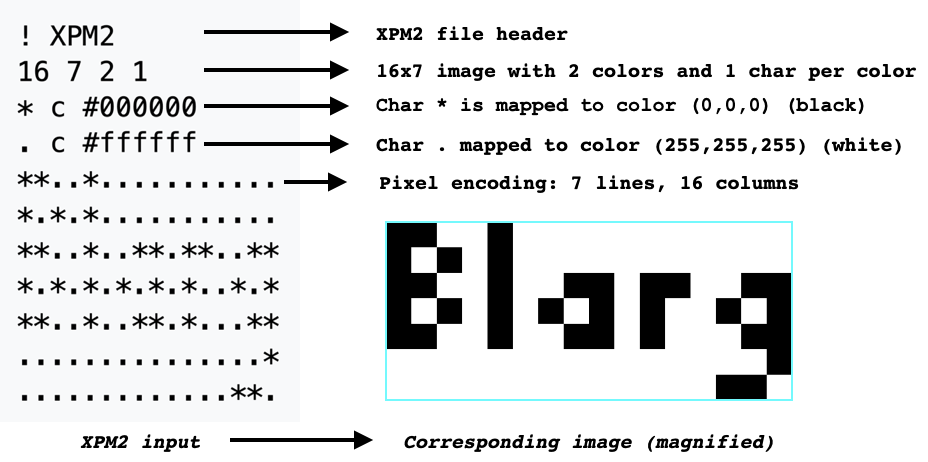 ! XPM2
XPM2 file header
16 7 2 1
16x7 image with 2 colors and 1 char per color
* c #000000
Char * is mapped to color (0,0,0) (black)
. c #ffffff
Char . mapped to color (255,255,255) (white)
**..*...........
Pixel encoding: 7 lines, 16 columns
*.*.*...........
**..*..**.**..**
*.*.*.*.*.*..*.*
**..*..**.*...**
...............*
.............**.
Blarg
XPM2 input
Corresponding image (magnified)